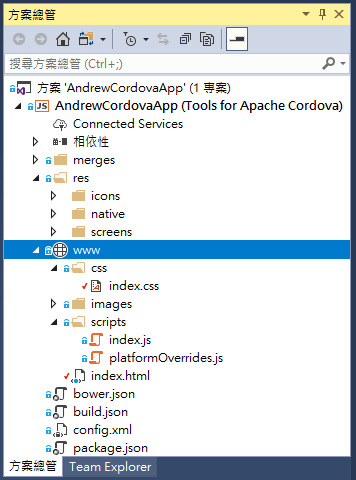 方案總管
搜尋方案總管 (Ctrl+;)
方案 'AndrewCordovaApp' (1 專案)
JS AndrewCordovaApp (Tools for Apache Cordova)
Connected Services
相依性
merges
res
icons
native
screens
www
css
index.css
images
scripts
index.js
platformOverrides.js
index.html
bower.json
build.json
config.xml
package.json
方案總管 Team Explorer